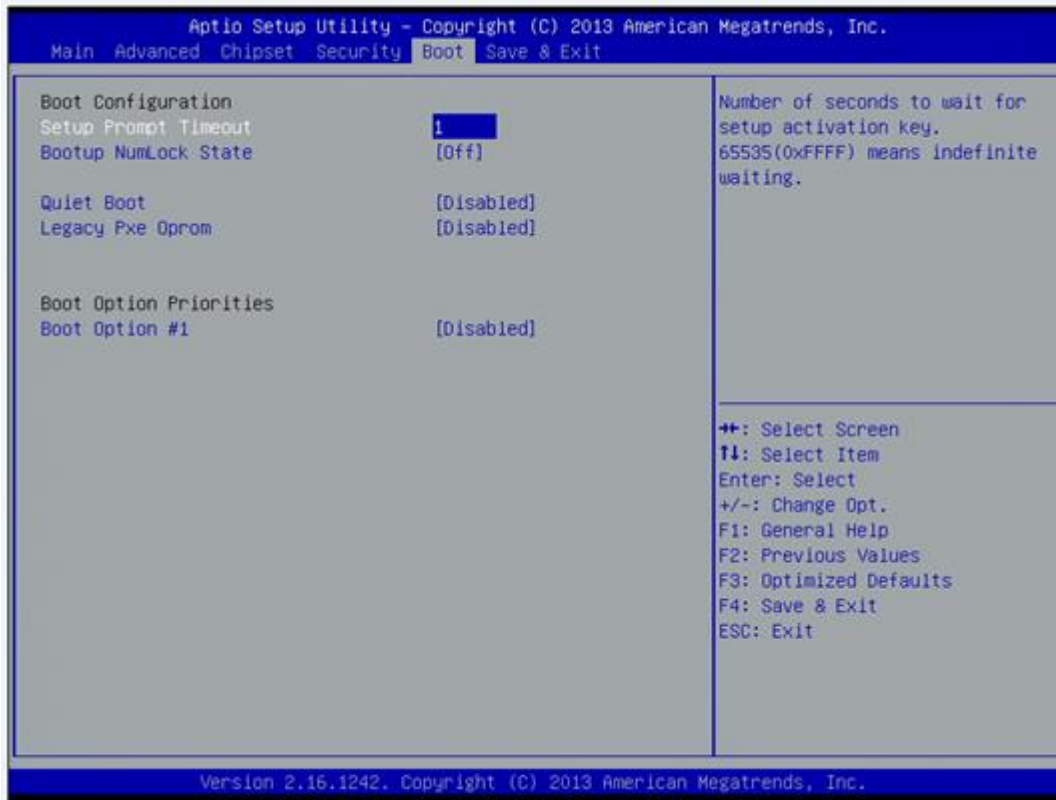 Aptio Setup Utility – Copyright (C) 2013 American Megatrends, Inc.
Main Advanced Chipset Security Boot Save & Exit
Boot Configuration
Setup Prompt Timeout 1
Bootup NumLock State [Off]
Quiet Boot [Disabled]
Legacy Pxe Oprom [Disabled]
Boot Option Priorities
Boot Option #1 [Disabled]
Number of seconds to wait for
setup activation key.
65535(0xFFFF) means indefinite
waiting.
→←: Select Screen
↑↓: Select Item
Enter: Select
+/-: Change Opt.
F1: General Help
F2: Previous Values
F3: Optimized Defaults
F4: Save & Exit
ESC: Exit
Version 2.16.1242. Copyright (C) 2013 American Megatrends, Inc.